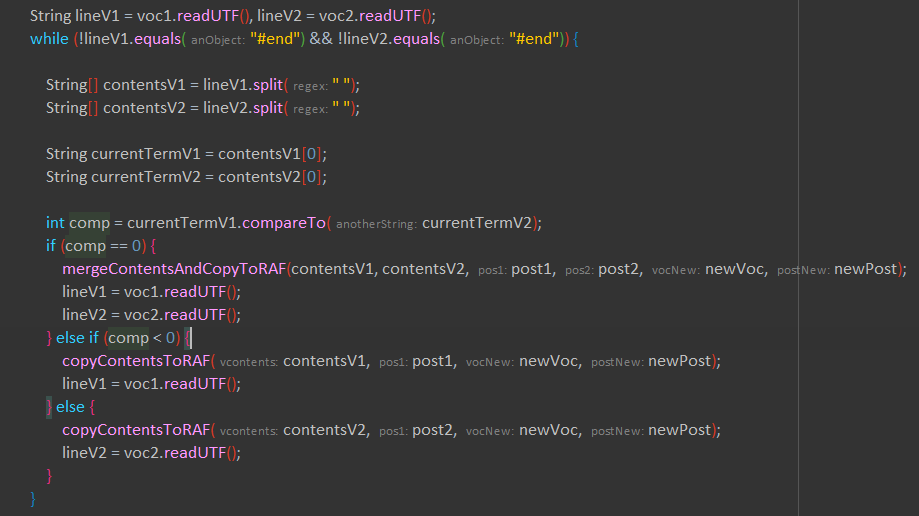 String lineV1 = voc1.readUTF(), lineV2 = voc2.readUTF();
while (!lineV1.equals( anObject: "#end") && !lineV2.equals( anObject: "#end")) {
String[] contentsV1 = lineV1.split( regex: " ");
String[] contentsV2 = lineV2.split( regex: " ");
String currentTermV1 = contentsV1[0];
String currentTermV2 = contentsV2[0];
int comp = currentTermV1.compareTo( anotherString: currentTermV2);
if (comp == 0) {
mergeContentsAndCopyToRAF(contentsV1, contentsV2, pos1: post1, pos2: post2, vocNew: newVoc, postNew: newPost);
lineV1 = voc1.readUTF();
lineV2 = voc2.readUTF();
} else if (comp < 0) {
copyContentsToRAF( vcontents: contentsV1, pos1: post1, vocNew: newVoc, postNew: newPost);
lineV1 = voc1.readUTF();
} else {
copyContentsToRAF( vcontents: contentsV2, pos1: post2, vocNew: newVoc, postNew: newPost);
lineV2 = voc2.readUTF();
}
}